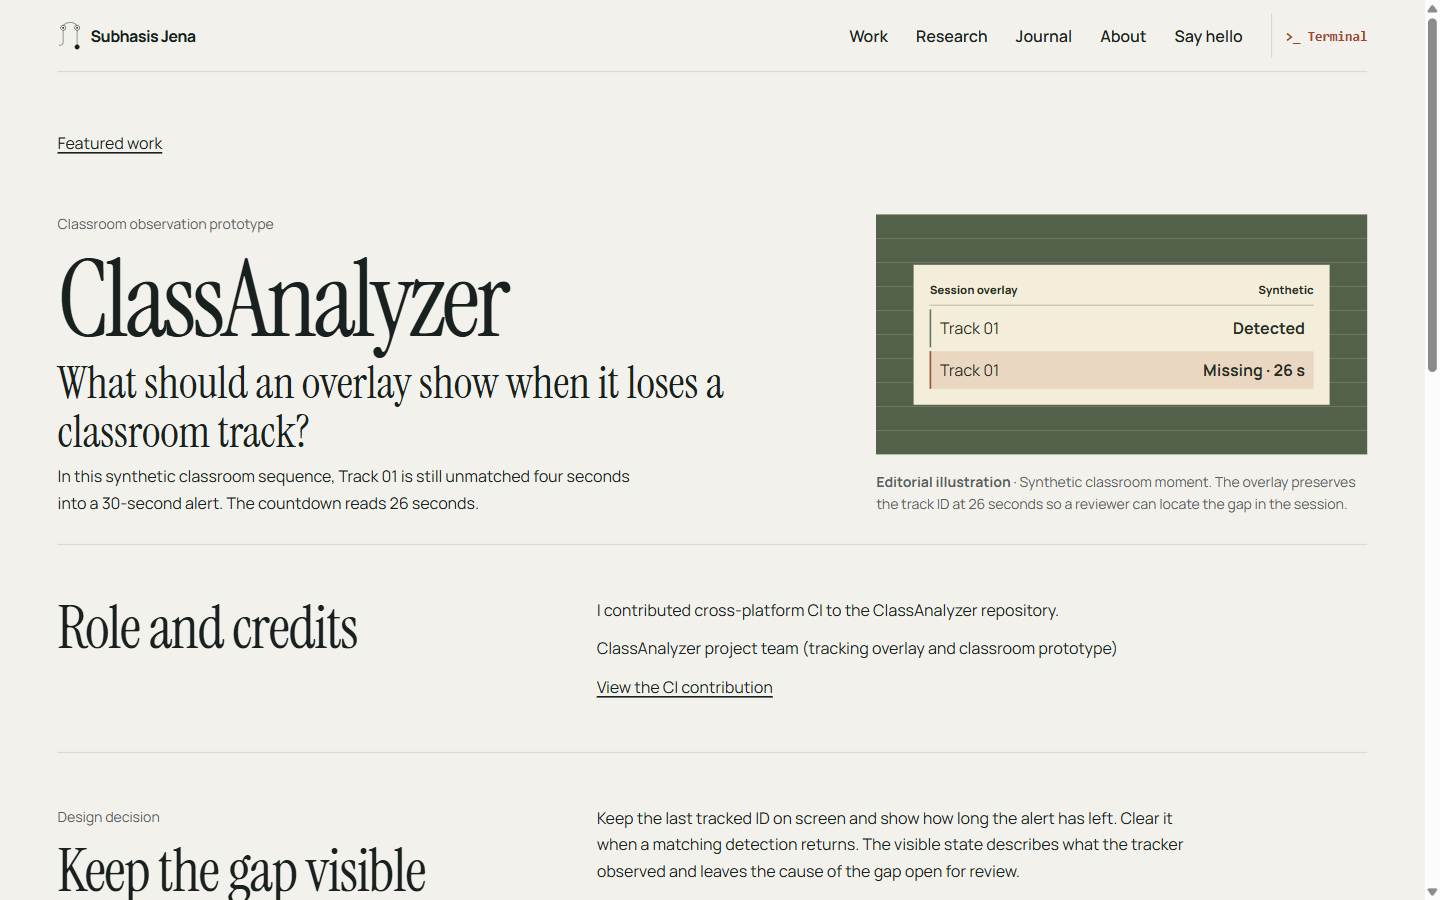 Subhasis Jena
Work
Research
Journal
About
Say hello
>_ Terminal
Featured work
Classroom observation prototype
ClassAnalyzer
What should an overlay show when it loses a
classroom track?
In this synthetic classroom sequence, Track 01 is still unmatched four seconds
into a 30-second alert. The countdown reads 26 seconds.
Session overlay
Synthetic
Track 01
Detected
Track 01
Missing · 26 s
Editorial illustration · Synthetic classroom moment. The overlay preserves
the track ID at 26 seconds so a reviewer can locate the gap in the session.
Role and credits
I contributed cross-platform CI to the ClassAnalyzer repository.
ClassAnalyzer project team (tracking overlay and classroom prototype)
View the CI contribution
Design decision
Keep the gap visible
Keep the last tracked ID on screen and show how long the alert has left. Clear it
when a matching detection returns. The visible state describes what the tracker
observed and leaves the cause of the gap open for review.